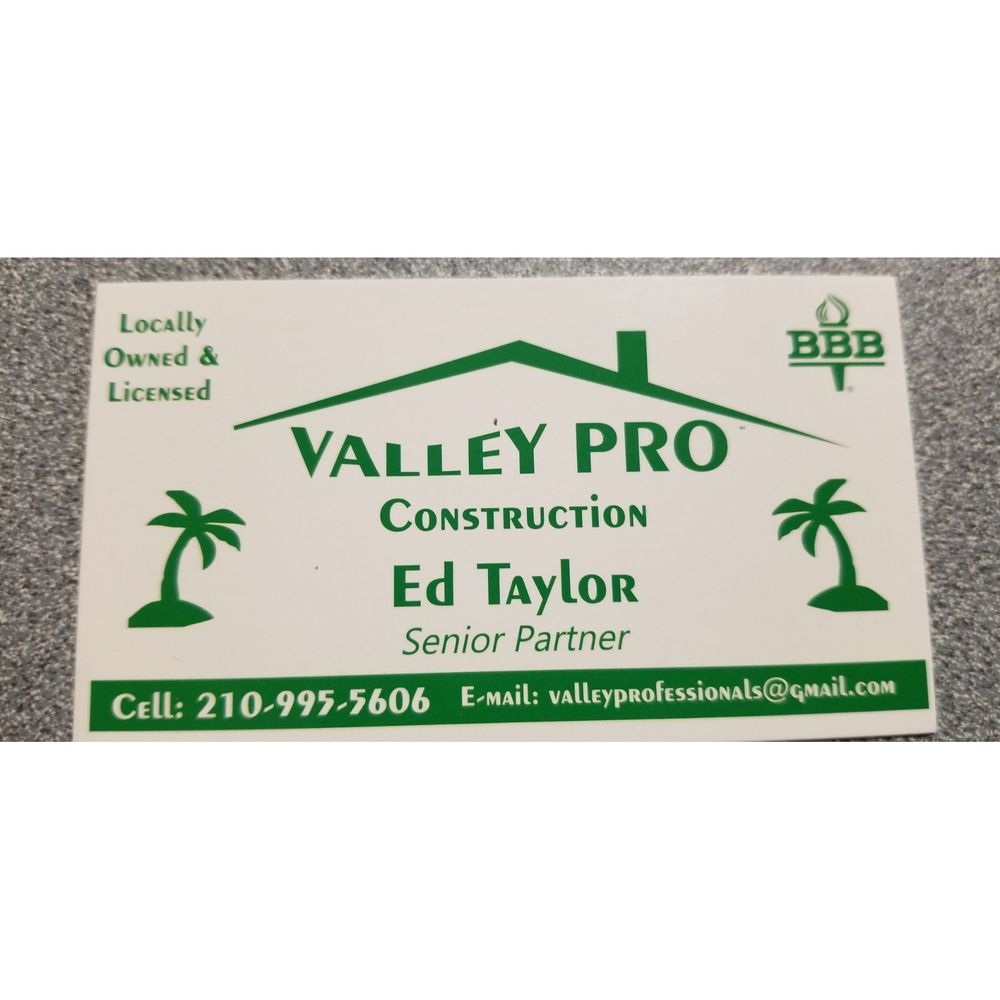 Locally
Owned &
Licensed
BBB
VALLEY PRO
Construction
Ed Taylor
Senior Partner
Cell: 210-995-5606 E-mail: valleyprofessionals@gmail.com